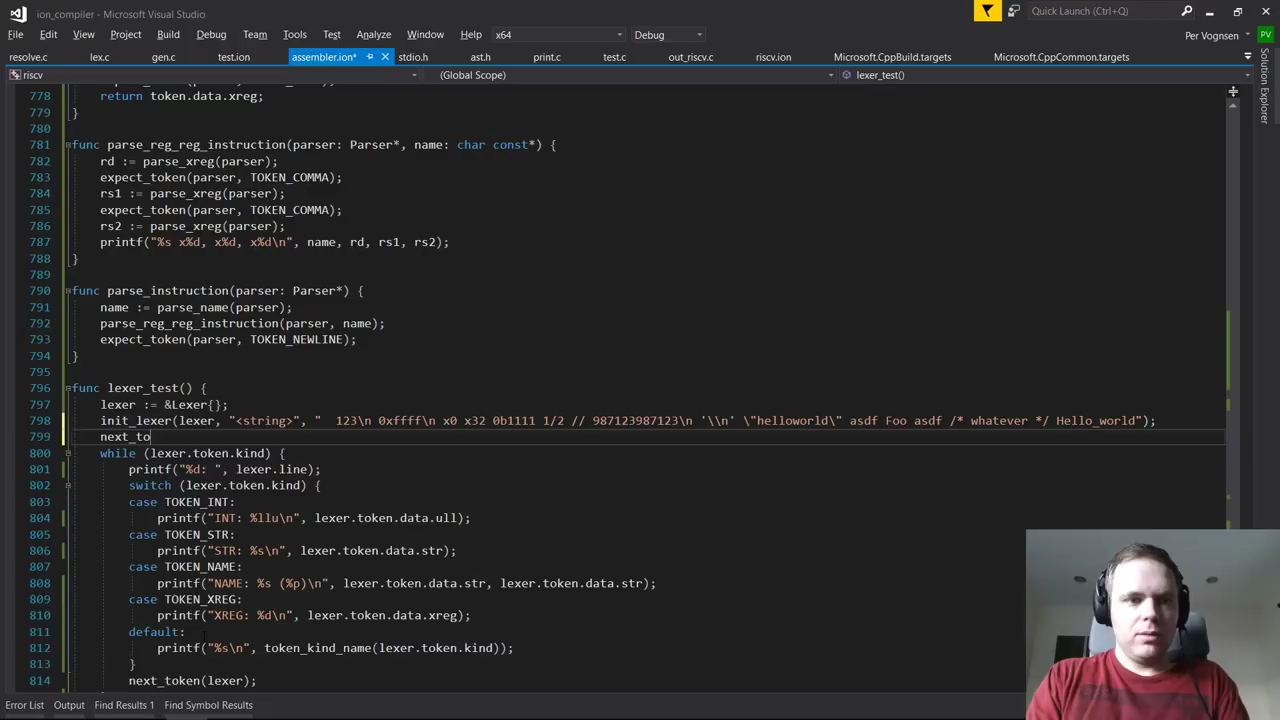 ion_compiler - Microsoft Visual Studio
Quick Launch (Ctrl+Q)
File Edit View Project Build Debug Team Tools Test Analyze Window Help x64 Debug Per Vognsen PV
resolve.c lex.c gen.c test.ion assembler.ion* stdio.h ast.h print.c test.c out_riscv.c riscv.ion Microsoft.CppBuild.targets Microsoft.CppCommon.targets
riscv (Global Scope) lexer_test()
Solution Explorer
778 return token.data.xreg;
779 }
780
781 func parse_reg_reg_instruction(parser: Parser*, name: char const*) {
782 rd := parse_xreg(parser);
783 expect_token(parser, TOKEN_COMMA);
784 rs1 := parse_xreg(parser);
785 expect_token(parser, TOKEN_COMMA);
786 rs2 := parse_xreg(parser);
787 printf("%s x%d, x%d, x%d\n", name, rd, rs1, rs2);
788 }
789
790 func parse_instruction(parser: Parser*) {
791 name := parse_name(parser);
792 parse_reg_reg_instruction(parser, name);
793 expect_token(parser, TOKEN_NEWLINE);
794 }
795
796 func lexer_test() {
797 lexer := &Lexer{};
798 init_lexer(lexer, "<string>", "  123\n 0xffff\n x0 x32 0b1111 1/2 // 987123987123\n '\\n' \"helloworld\" asdf Foo asdf /* whatever */ Hello_world");
799 next_to
800 while (lexer.token.kind) {
801 printf("%d: ", lexer.line);
802 switch (lexer.token.kind) {
803 case TOKEN_INT:
804 printf("INT: %llu\n", lexer.token.data.ull);
805 case TOKEN_STR:
806 printf("STR: %s\n", lexer.token.data.str);
807 case TOKEN_NAME:
808 printf("NAME: %s (%p)\n", lexer.token.data.str, lexer.token.data.str);
809 case TOKEN_XREG:
810 printf("XREG: %d\n", lexer.token.data.xreg);
811 default:
812 printf("%s\n", token_kind_name(lexer.token.kind));
813 }
814 next_token(lexer);
Error List Output Find Results 1 Find Symbol Results